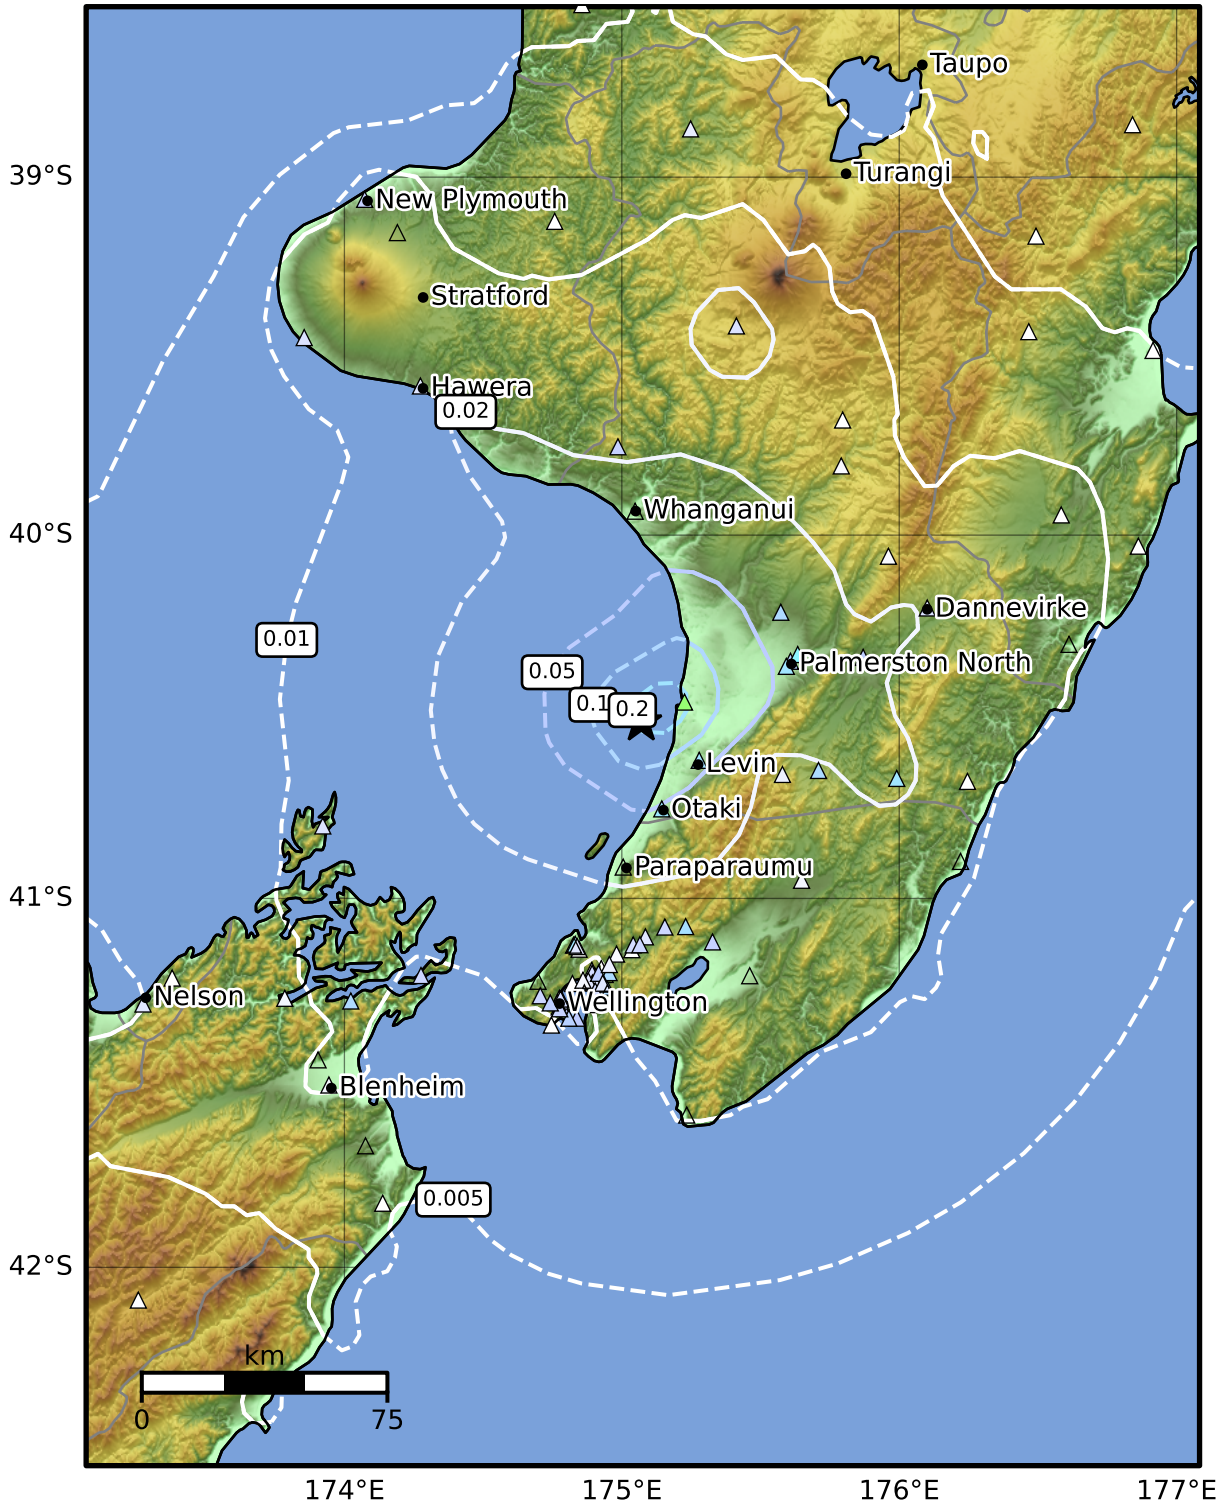 Taupo
39°S
Turangi
New Plymouth
Stratford
Hawera
0.02
Whanganui
40°S
Dannevirke
0.01
Palmerston North
0.05
0.1
0.2
Levin
Otaki
Paraparaumu
41°S
Nelson
Wellington
Blenheim
0.005
42°S
km
0 75
174°E 175°E 176°E 177°E